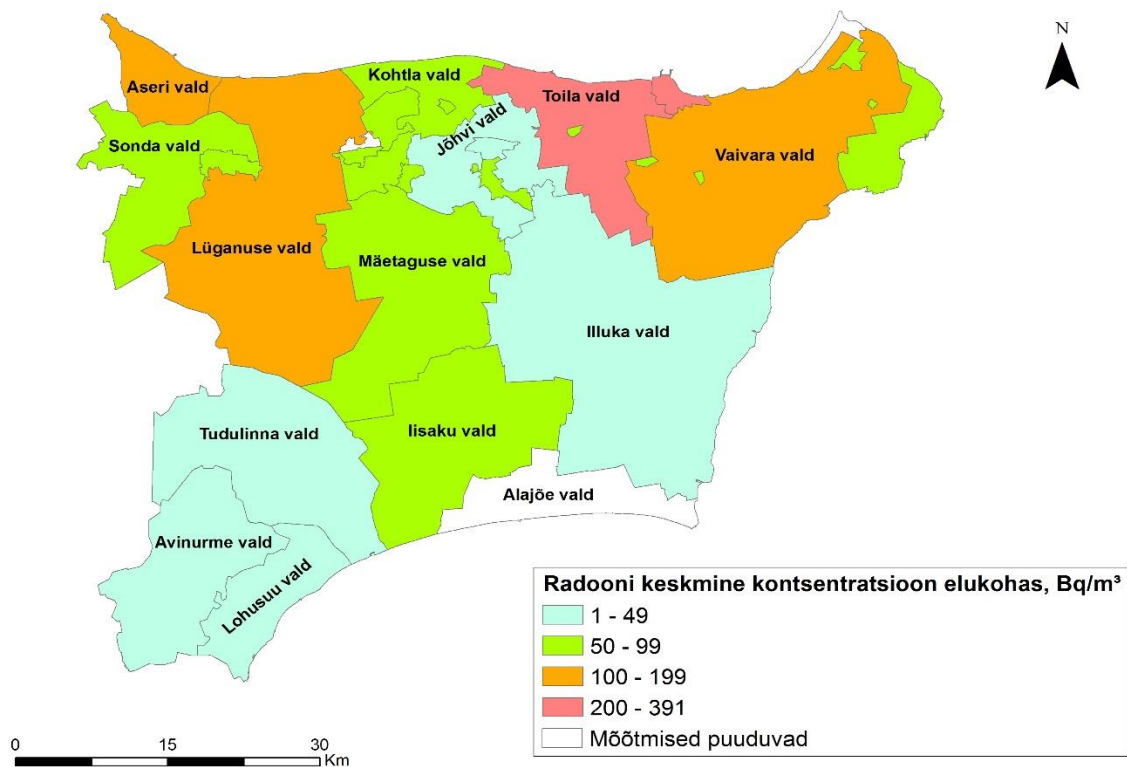 N
Kohtla vald
Aseri vald
Toila vald
Jõhvi vald
Sonda vald
Vaivara vald
Lüganuse vald
Mäetaguse vald
Illuka vald
Tudulinna vald
Iisaku vald
Alajõe vald
Avinurme vald
Lohusuu vald
Radooni keskmine kontsentratsioon elukohas, Bq/m³
1 - 49
50 - 99
100 - 199
200 - 391
Mõõtmised puuduvad
0 15 30
Km